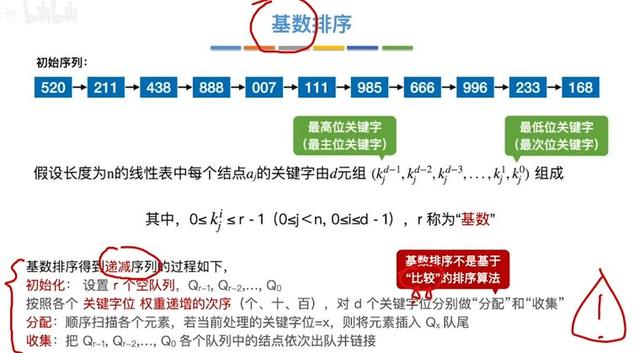 bilibili
基数排序
初始序列：
520 211 438 888 007 111 985 666 996 233 168
最高位关键字 最低位关键字
（最主位关键字） （最次位关键字）
假设长度为n的线性表中每个结点aj的关键字由d元组 (k_j^{d−1}, k_j^{d−2}, k_j^{d−3}, . . . , k_j^1, k_j^0) 组成
其中，0≤ k_j^i ≤ r - 1（0≤j<n, 0≤i≤d - 1），r 称为“基数”
基数排序得到递减序列的过程如下，
基数排序不是基于
“比较”的排序算法
初始化： 设置 r 个空队列，Qr−1, Qr−2,…, Q0
按照各个 关键字位 权重递增的次序（个、十、百），对 d 个关键字位分别做“分配”和“收集”
分配：顺序扫描各个元素，若当前处理的关键字位=x，则将元素插入 Qx 队尾
收集：把 Qr−1, Qr−2,…, Q0 各个队列中的结点依次出队并链接
!